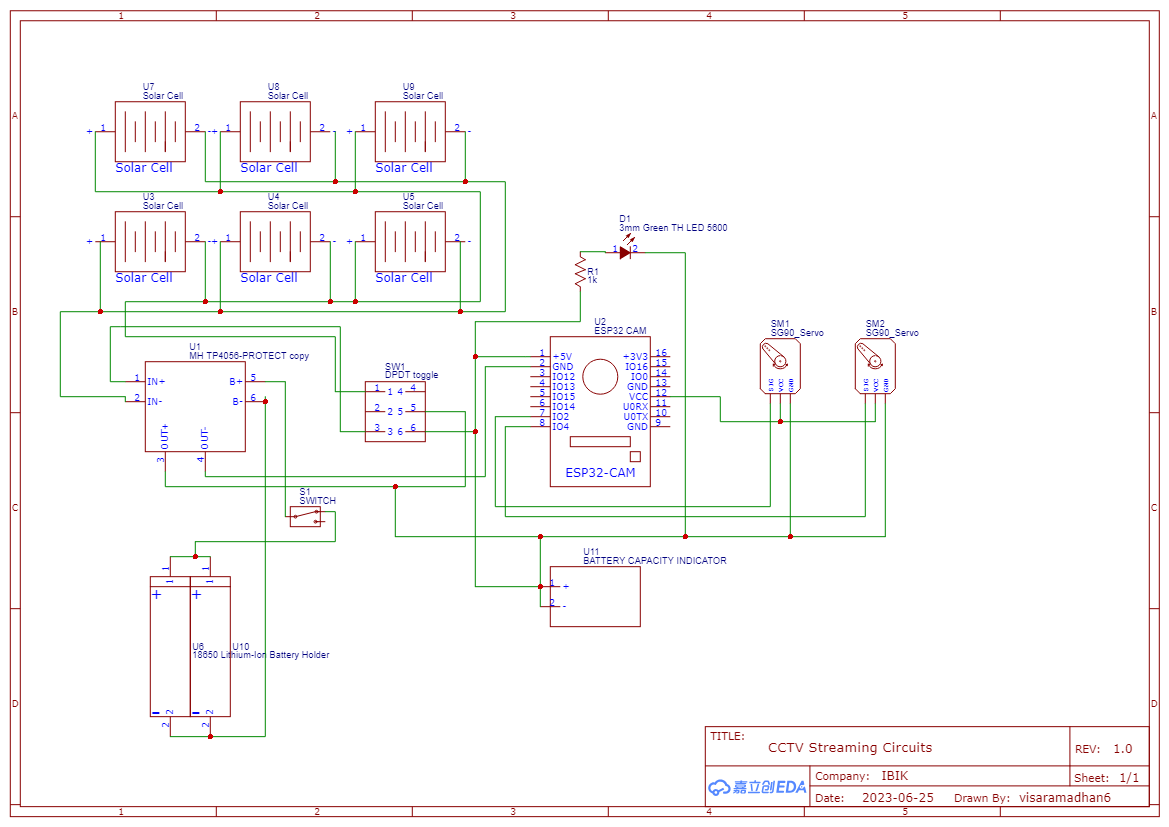 1 2 3 4 5
A A
B B
C C
D D
1 2 3 4 5
U7
Solar Cell
+ 1 2 -
Solar Cell
U8
Solar Cell
+ 1 2 -
Solar Cell
U9
Solar Cell
+ 1 2 -
Solar Cell
U3
Solar Cell
+ 1 2 -
Solar Cell
U4
Solar Cell
+ 1 2 -
Solar Cell
U5
Solar Cell
+ 1 2 -
Solar Cell
D1
3mm Green TH LED 5600
1 2
R1
1k
U1
MH TP4056-PROTECT copy
1 IN+ B+ 5
2 IN- B- 6
OUT+ OUT-
3 4
SW1
DPDT toggle
1 1 4 4
2 2 5 5
3 3 6 6
U2
ESP32 CAM
1 +5V +3V3 16
2 GND IO16 15
3 IO12 IO0 14
4 IO13 GND 13
5 IO15 VCC 12
6 IO14 U0RX 11
7 IO2 U0TX 10
8 IO4 GND 9
ESP32-CAM
SM1
SG90_Servo
SIG VCC GND
SM2
SG90_Servo
SIG VCC GND
S1
SWITCH
U11
BATTERY CAPACITY INDICATOR
1 +
2 -
1 1
1 1
+ +
U6 U10
18650 Lithium-Ion Battery Holder
- 2 - 2
2 2
TITLE:
CCTV Streaming Circuits
REV: 1.0
嘉立创EDA
Company: IBIK
Sheet: 1/1
Date: 2023-06-25 Drawn By: visaramadhan6